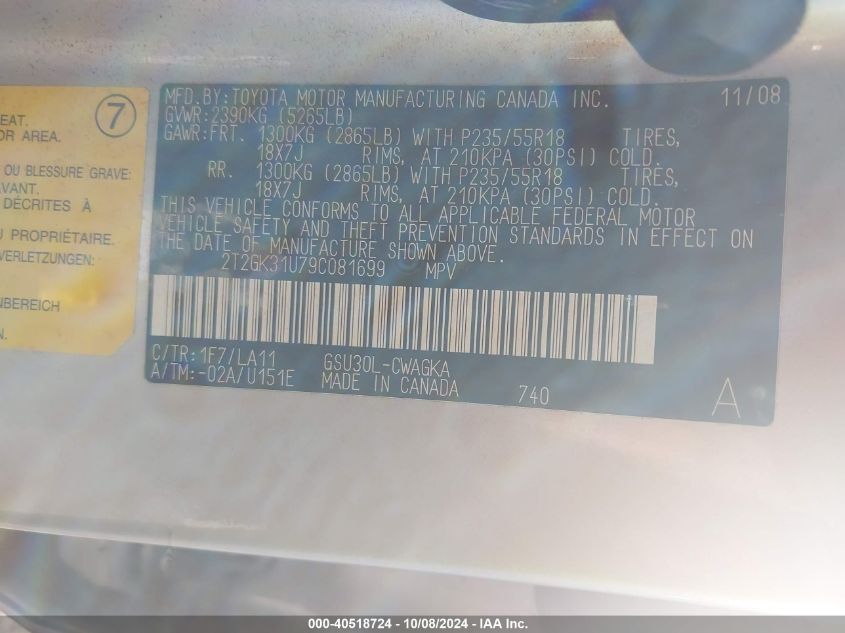 7
EAT.
OR AREA.
OU BLESSURE GRAVE:
AVANT.
DÉCRITES À
U PROPRIÉTAIRE.
VERLETZUNGEN:
NBEREICH
N.
MFD.BY:TOYOTA MOTOR MANUFACTURING CANADA INC. 11/08
GVWR:2390KG (5265LB)
GAWR:FRT. 1300KG (2865LB) WITH P235/55R18 TIRES,
18X7J RIMS, AT 210KPA (30PSI) COLD.
RR. 1300KG (2865LB) WITH P235/55R18 TIRES,
18X7J RIMS, AT 210KPA (30PSI) COLD.
THIS VEHICLE CONFORMS TO ALL APPLICABLE FEDERAL MOTOR
VEHICLE SAFETY AND THEFT PREVENTION STANDARDS IN EFFECT ON
THE DATE OF MANUFACTURE SHOWN ABOVE.
2T2GK31U79C081699 MPV
C/TR:1F7/LA11 GSU30L-CWAGKA
A/TM:-02A/U151E MADE IN CANADA 740 A
000-40518724 - 10/08/2024 - IAA Inc.